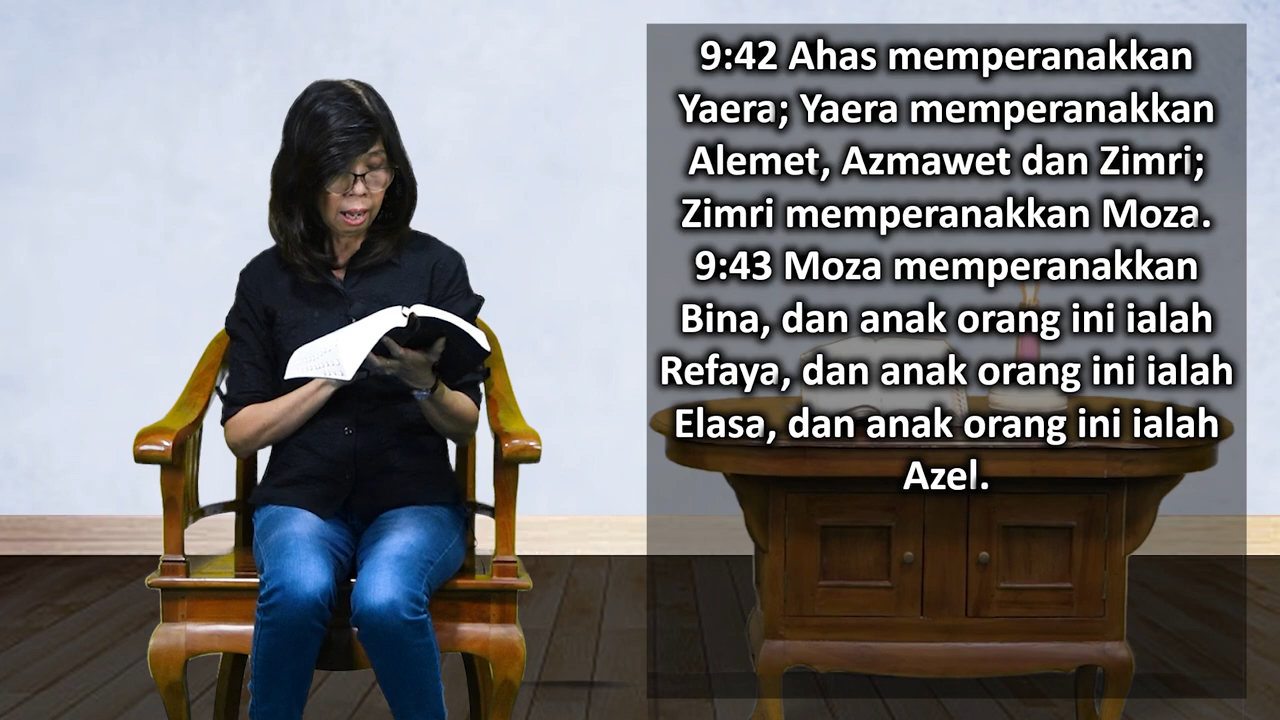 9:42 Ahas memperanakkan
Yaera; Yaera memperanakkan
Alemet, Azmawet dan Zimri;
Zimri memperanakkan Moza.
9:43 Moza memperanakkan
Bina, dan anak orang ini ialah
Refaya, dan anak orang ini ialah
Elasa, dan anak orang ini ialah
Azel.